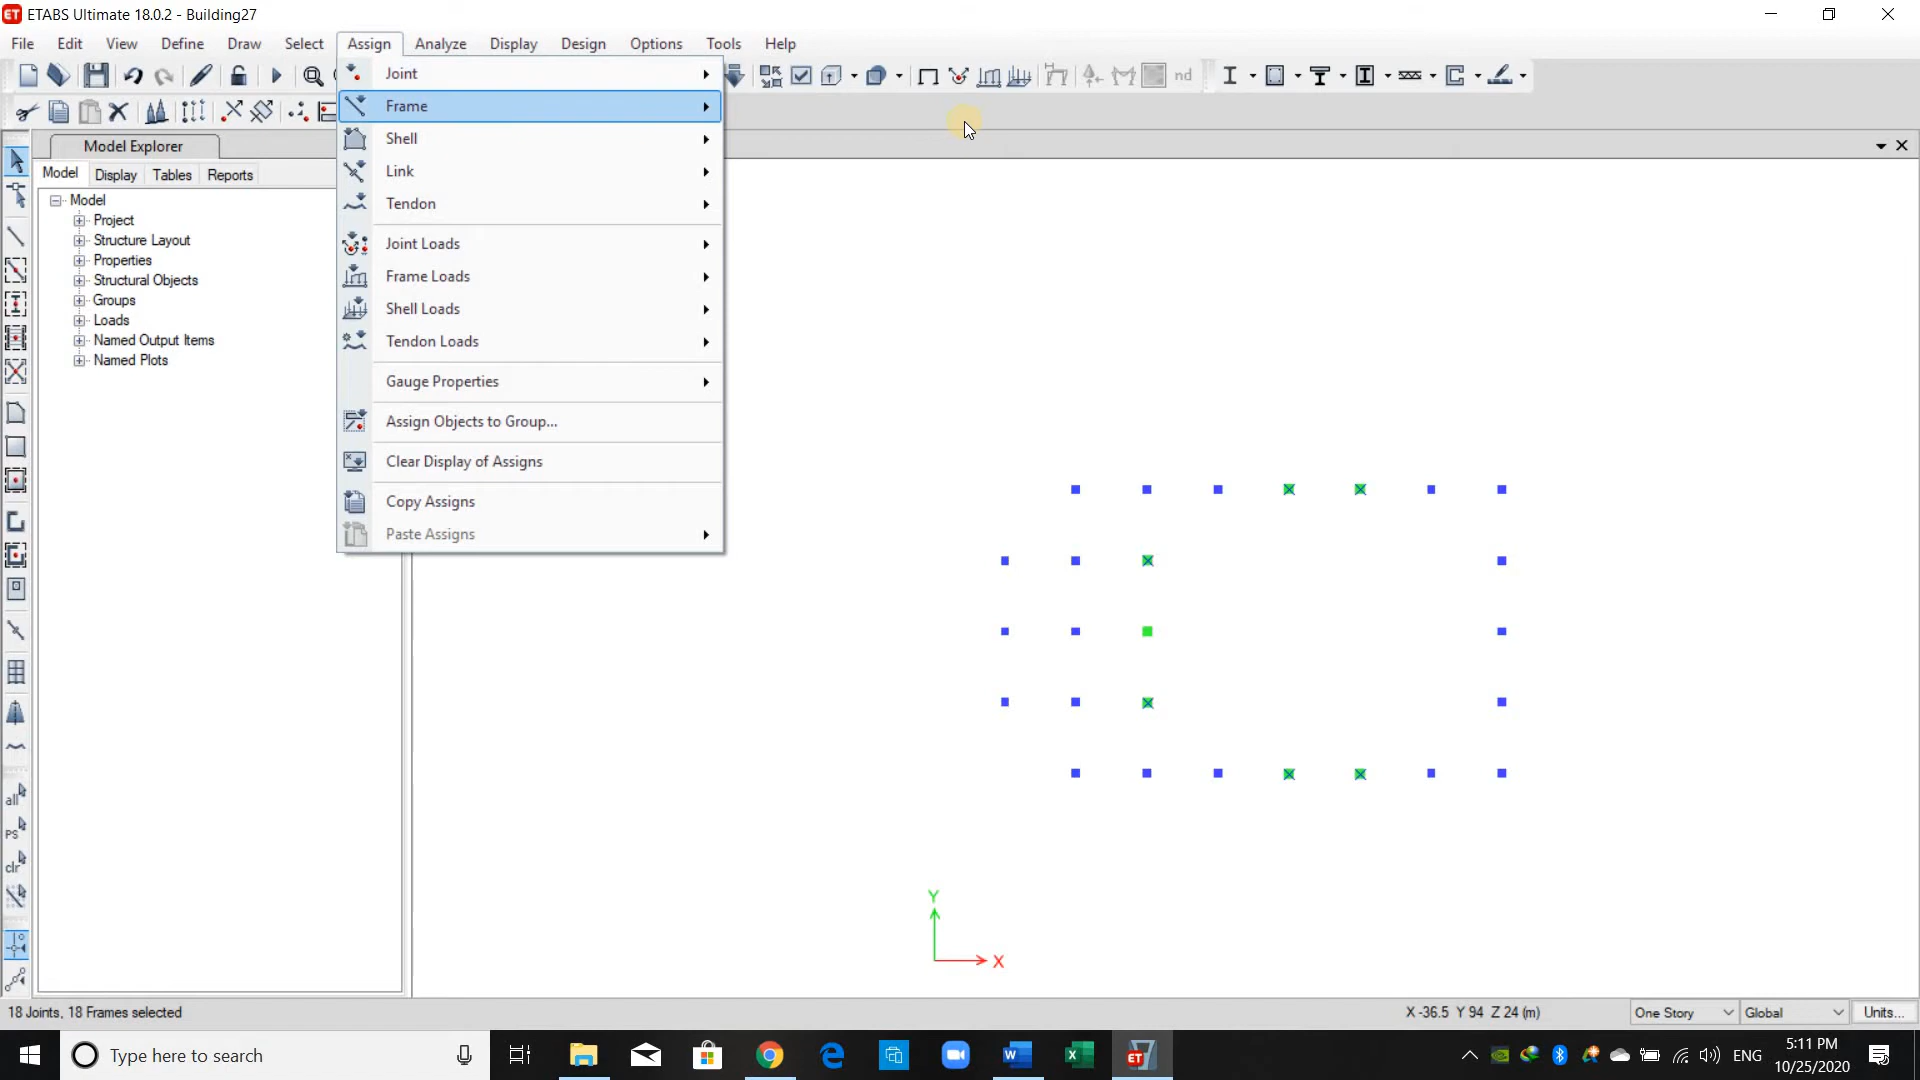 ETABS Ultimate 18.0.2 - Building27
File Edit View Define Draw Select Assign Analyze Display Design Options Tools Help
nd
Model Explorer
Model Display Tables Reports
Model
Project
Structure Layout
Properties
Structural Objects
Groups
Loads
Named Output Items
Named Plots
Joint
Frame
Shell
Link
Tendon
Joint Loads
Frame Loads
Shell Loads
Tendon Loads
Gauge Properties
Assign Objects to Group...
Clear Display of Assigns
Copy Assigns
Paste Assigns
all
PS
clr
Y
X
18 Joints, 18 Frames selected
X -36.5 Y 94 Z 24 (m)
One Story
Global
Units...
Type here to search
ENG
5:11 PM
10/25/2020